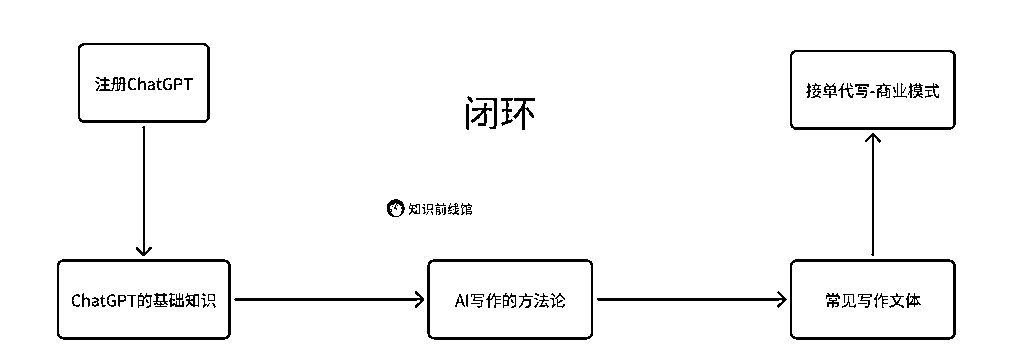 注册ChatGPT
闭环
接单代写-商业模式
知识前线馆
ChatGPT的基础知识
AI写作的方法论
常见写作文体